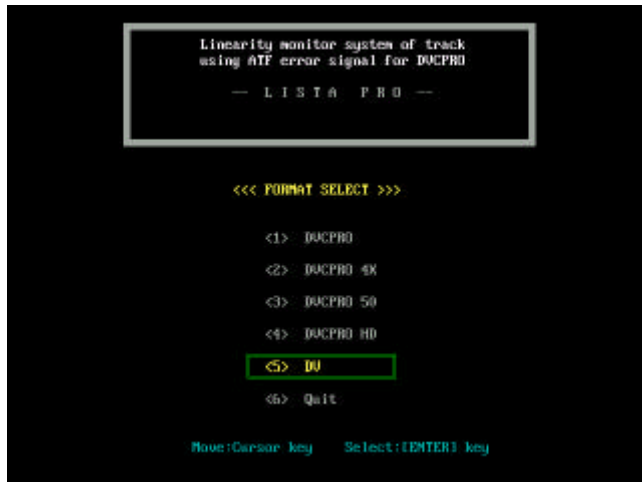 Linearity monitor system of track
using ATF error signal for DVCPRO
-- L I S T A  P R O --
<<< FORMAT SELECT >>>
<1> DVCPRO
<2> DVCPRO 4X
<3> DVCPRO 50
<4> DVCPRO HD
<5> DV
<6> Quit
Move:Cursor key    Select:[ENTER] key